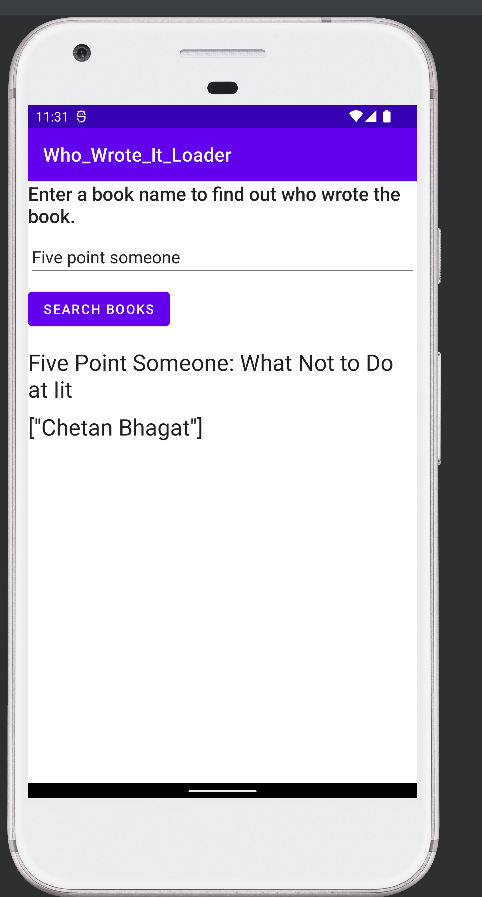 11:31
Who_Wrote_It_Loader
Enter a book name to find out who wrote the
book.
Five point someone
SEARCH BOOKS
Five Point Someone: What Not to Do
at Iit
["Chetan Bhagat"]